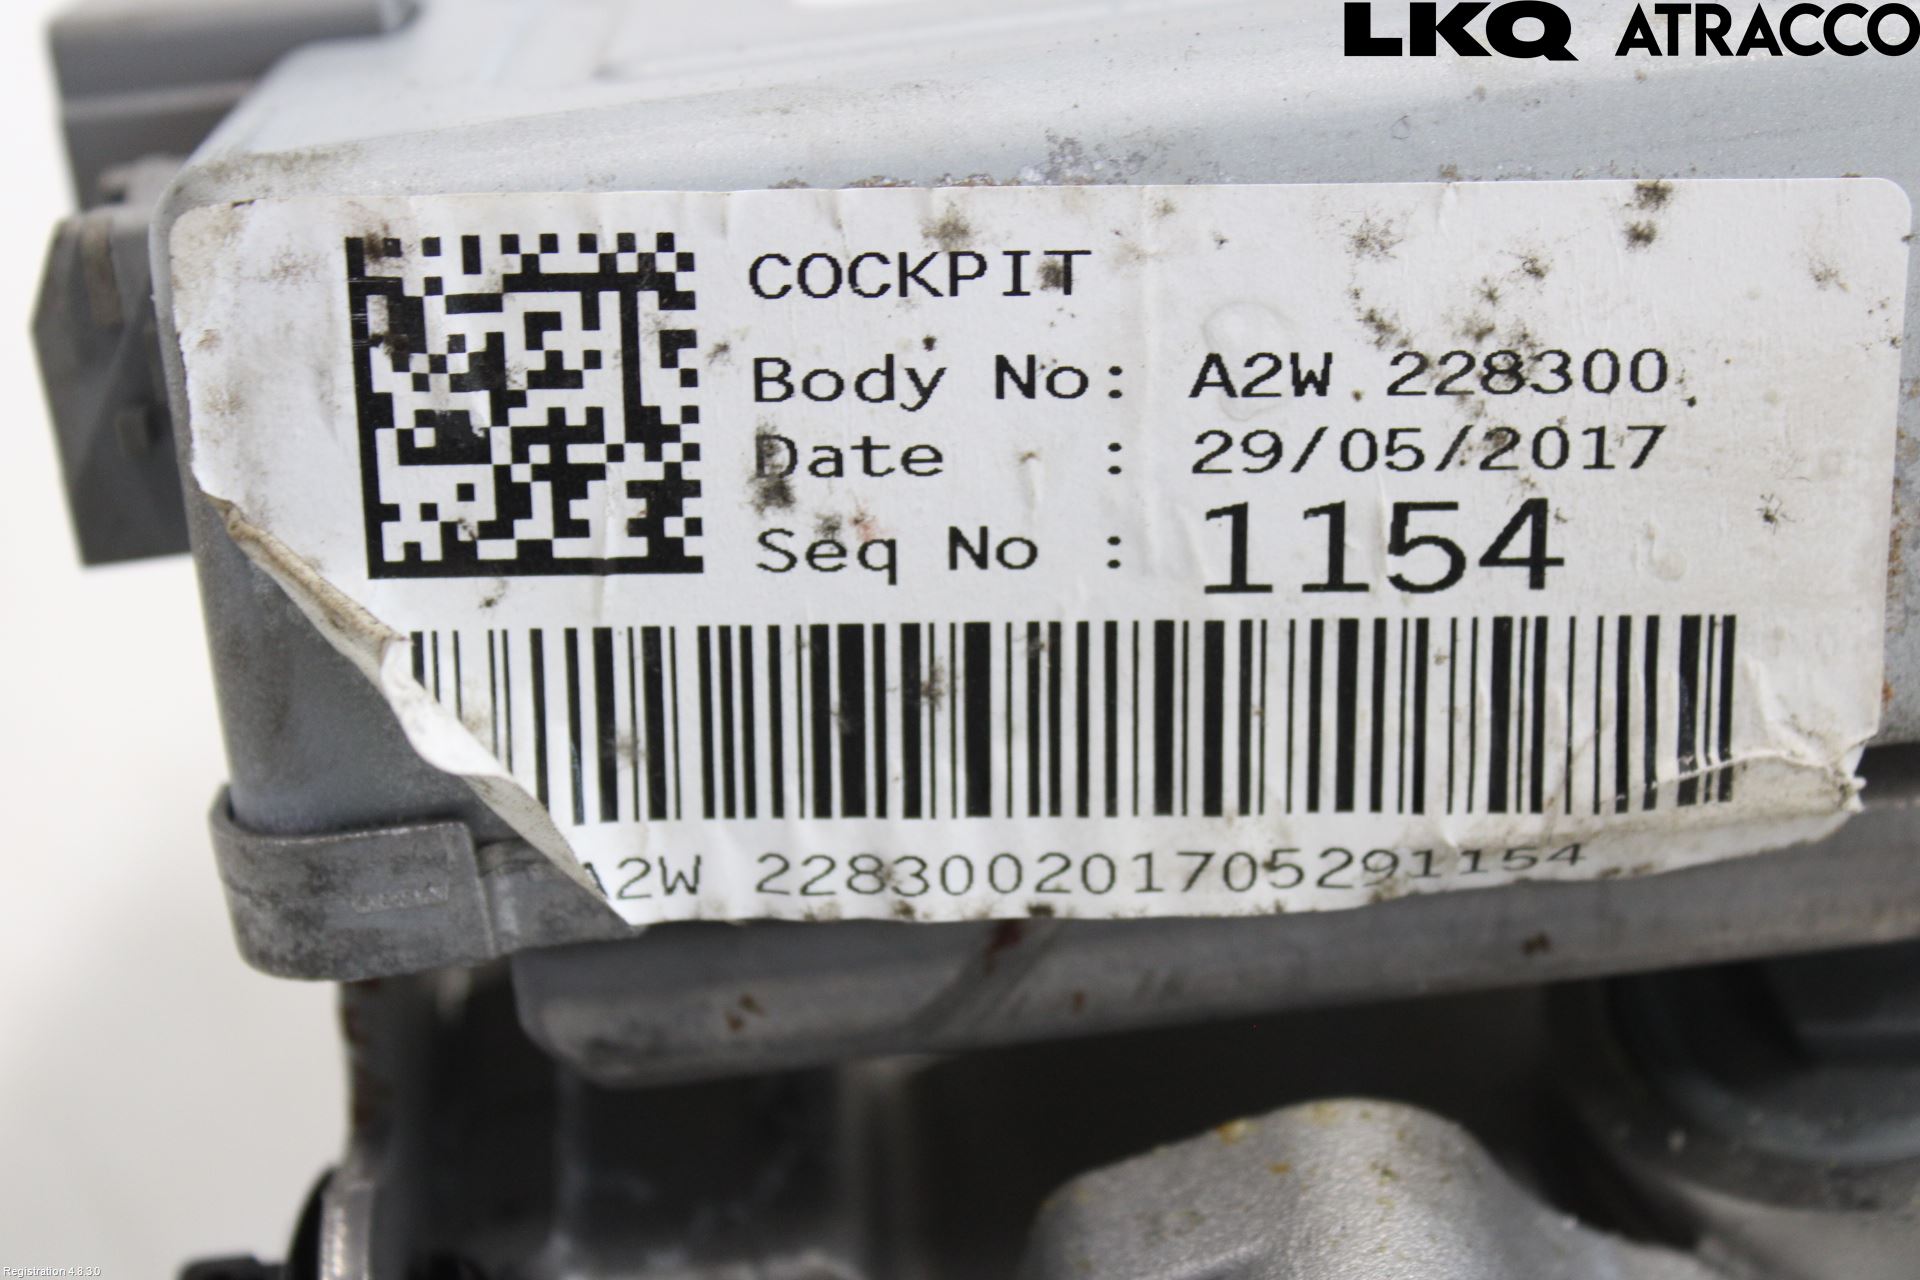 LKQ ATRACCO
COCKPIT
Body No: A2W 228300
Date : 29/05/2017
Seq No : 1154
A2W 228300201705291154
Registration 4.8.3.0